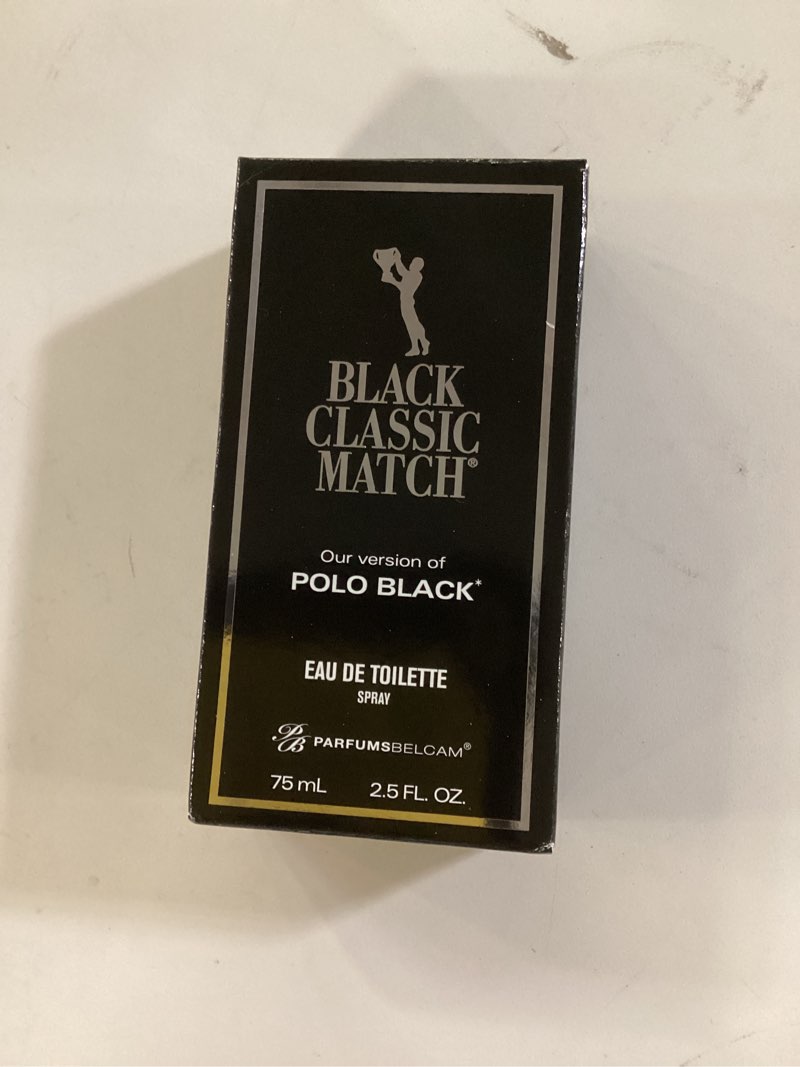 BLACK
CLASSIC
MATCH®
Our version of
POLO BLACK*
EAU DE TOILETTE
SPRAY
PB PARFUMSBELCAM®
75 mL 2.5 FL. OZ.